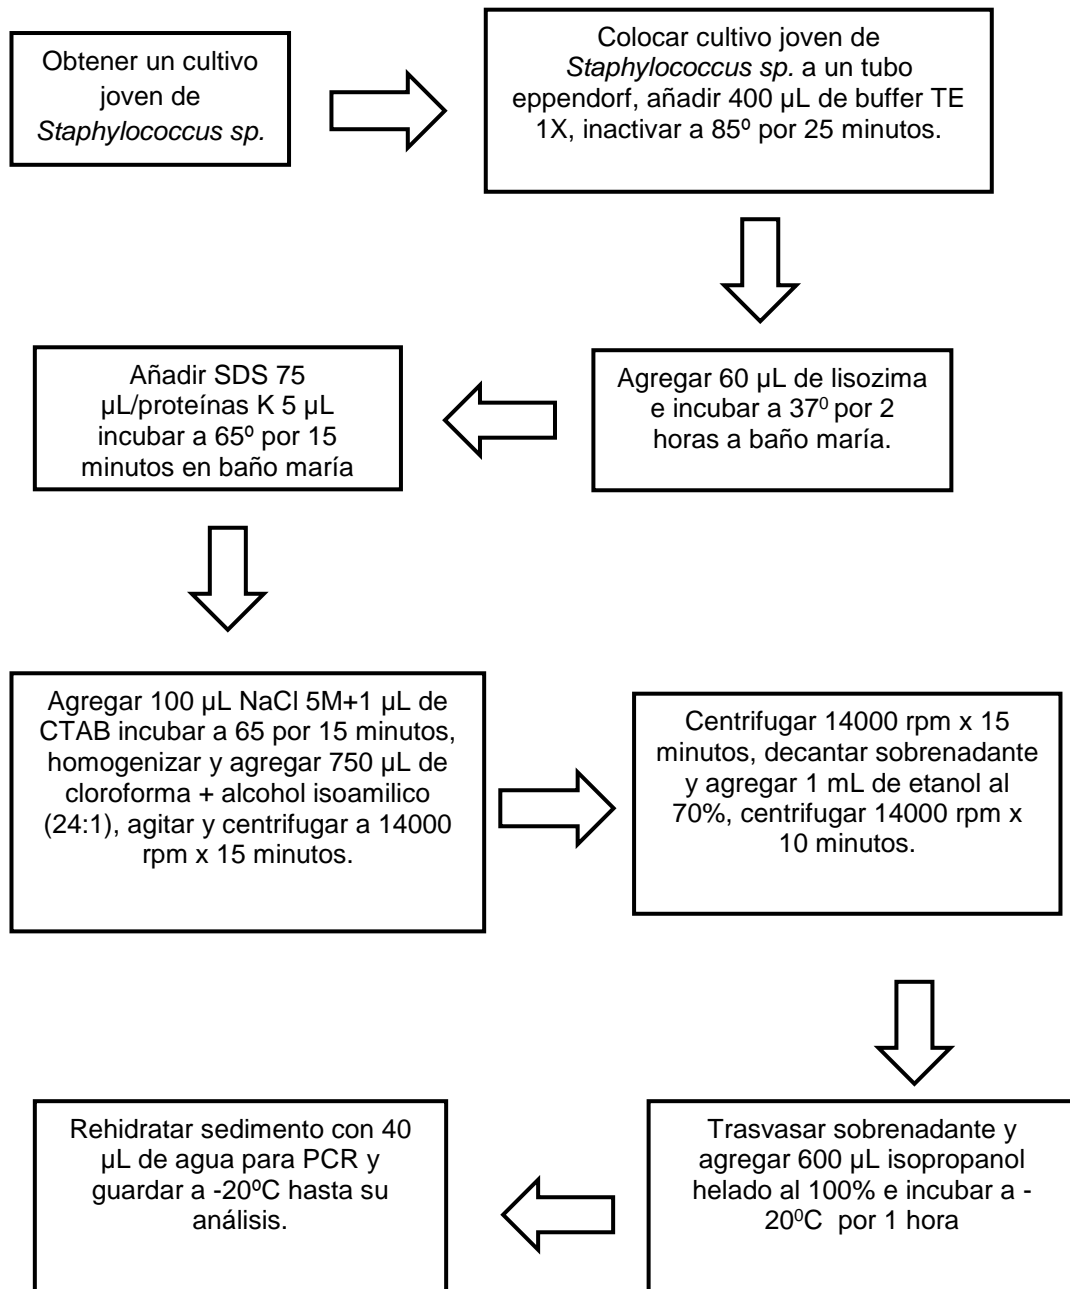 Obtener un cultivo
joven de
Staphylococcus sp.
Colocar cultivo joven de
Staphylococcus sp. a un tubo
eppendorf, añadir 400 µL de buffer TE
1X, inactivar a 85º por 25 minutos.
Agregar 60 µL de lisozima
e incubar a 37⁰ por 2
horas a baño maría.
Añadir SDS 75
µL/proteínas K 5 µL
incubar a 65º por 15
minutos en baño maría
Agregar 100 µL NaCl 5M+1 µL de
CTAB incubar a 65 por 15 minutos,
homogenizar y agregar 750 µL de
cloroforma + alcohol isoamilico
(24:1), agitar y centrifugar a 14000
rpm x 15 minutos.
Centrifugar 14000 rpm x 15
minutos, decantar sobrenadante
y agregar 1 mL de etanol al
70%, centrifugar 14000 rpm x
10 minutos.
Trasvasar sobrenadante y
agregar 600 µL isopropanol
helado al 100% e incubar a -
20⁰C por 1 hora
Rehidratar sedimento con 40
µL de agua para PCR y
guardar a -20ºC hasta su
análisis.